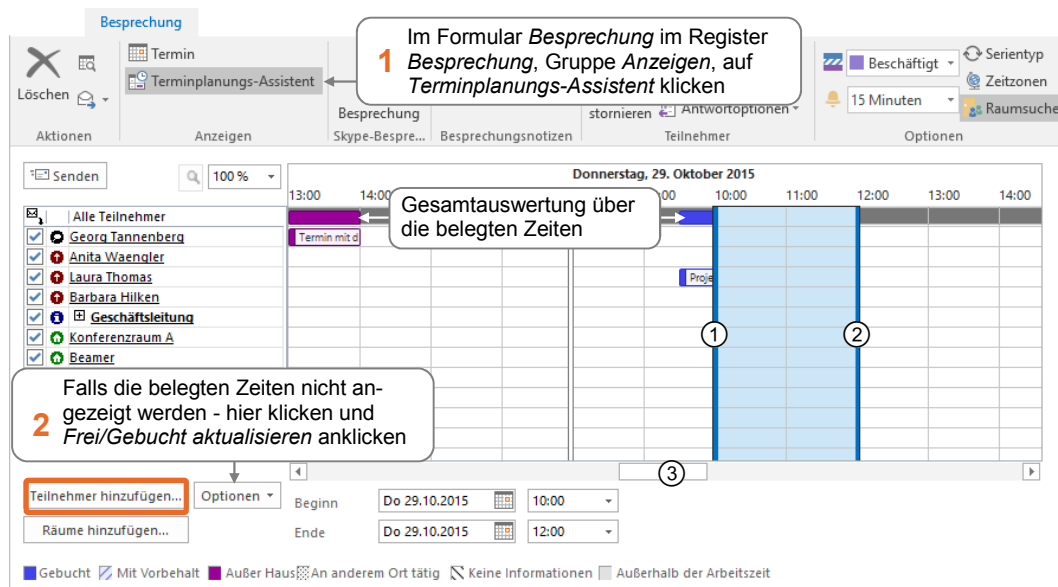 Besprechung
Im Formular Besprechung im Register
1 Besprechung, Gruppe Anzeigen, auf
Terminplanungs-Assistent klicken
Termin
Terminplanungs-Assistent
Löschen
Besprechung
stornieren
Antwortoptionen
Beschäftigt
15 Minuten
Serientyp
Zeitzonen
Raumsuche
Aktionen
Anzeigen
Skype-Bespre...
Besprechungsnotizen
Teilnehmer
Optionen
Senden
100 %
Donnerstag, 29. Oktober 2015
13:00 14:00 00 10:00 11:00 12:00 13:00 14:00
Gesamtauswertung über
die belegten Zeiten
Alle Teilnehmer
Georg Tannenberg
Termin mit d
Anita Waengler
Laura Thomas
Proje
Barbara Hilken
Geschäftsleitung
Konferenzraum A
Beamer
1
2
Falls die belegten Zeiten nicht an-
gezeigt werden - hier klicken und
2 Frei/Gebucht aktualisieren anklicken
3
Teilnehmer hinzufügen...
Optionen
Räume hinzufügen...
Beginn Do 29.10.2015 10:00
Ende Do 29.10.2015 12:00
Gebucht Mit Vorbehalt Außer Haus An anderem Ort tätig Keine Informationen Außerhalb der Arbeitszeit